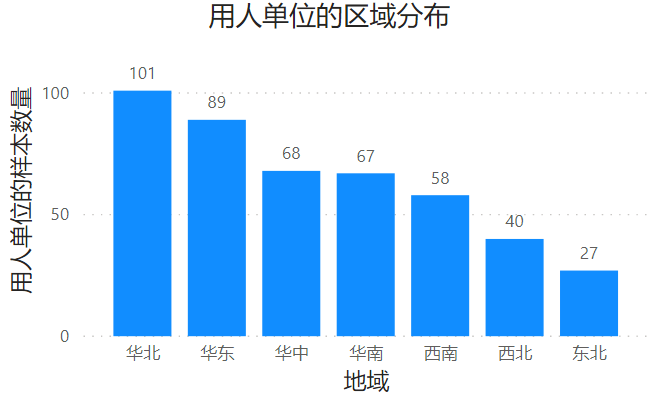 用人单位的区域分布
用人单位的样本数量
100
50
0
101
89
68
67
58
40
27
华北
华东
华中
华南
西南
西北
东北
地域